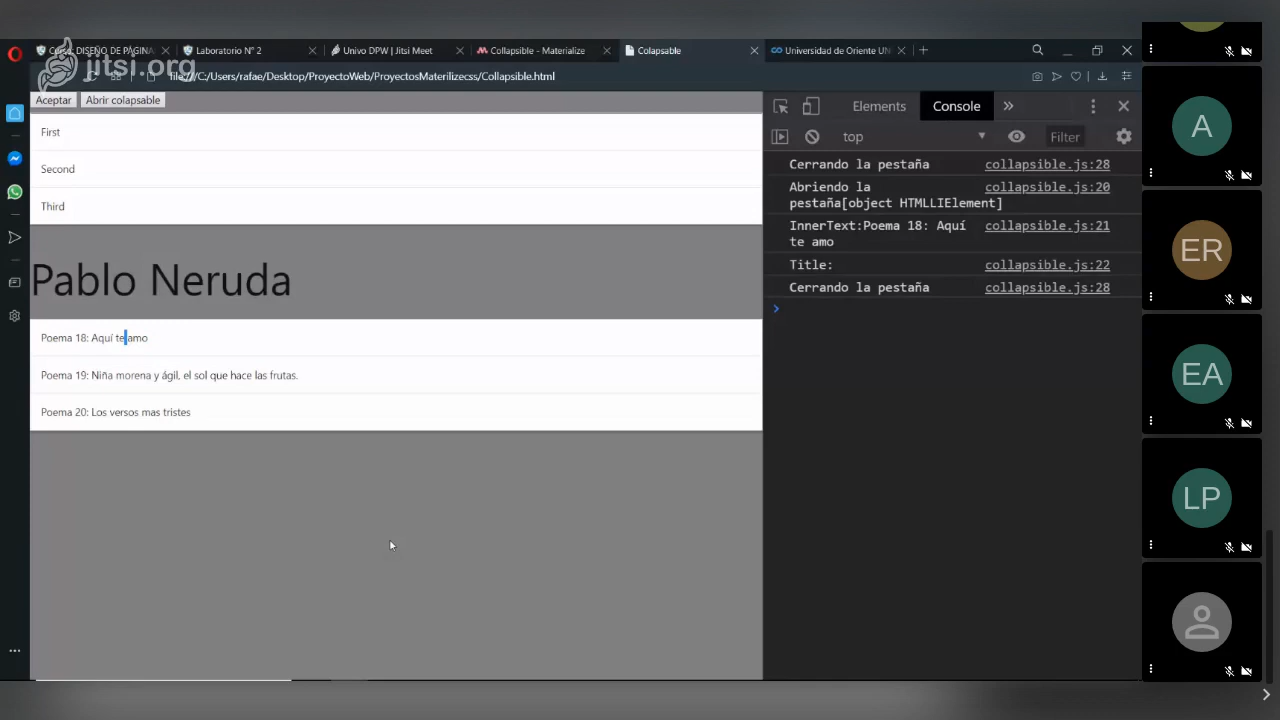 DISEÑO DE PÁGINA
Laboratorio N° 2
Univo DPW | Jitsi Meet
Collapsible - Materialize
Colapsable
Universidad de Oriente UN
jitsi.org
file:///C:/Users/rafae/Desktop/ProyectoWeb/ProyectosMaterilizecss/Collapsible.html
Aceptar
Abrir colapsable
First
Second
Third
Pablo Neruda
Poema 18: Aquí te amo
Poema 19: Niña morena y ágil, el sol que hace las frutas.
Poema 20: Los versos mas tristes
Elements
Console
top
Filter
Cerrando la pestaña collapsible.js:28
Abriendo la collapsible.js:20
pestaña[object HTMLLIElement]
InnerText:Poema 18: Aquí collapsible.js:21
te amo
Title: collapsible.js:22
Cerrando la pestaña collapsible.js:28
A
ER
EA
LP